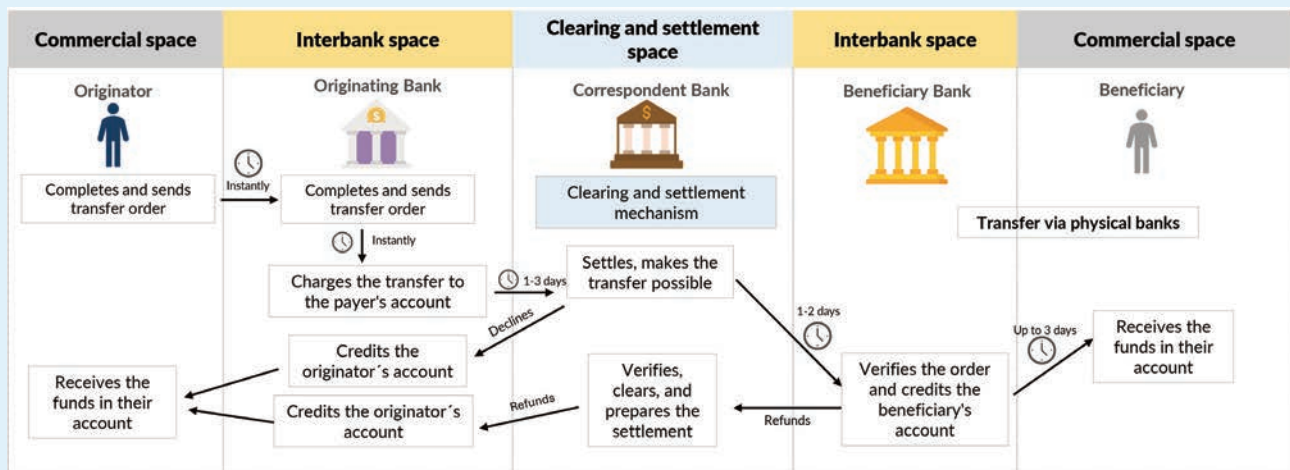 Commercial space
Interbank space
Clearing and settlement
space
Interbank space
Commercial space
Originator
Originating Bank
Correspondent Bank
Beneficiary Bank
Beneficiary
Completes and sends
transfer order
Instantly
Completes and sends
transfer order
Clearing and settlement
mechanism
Transfer via physical banks
Instantly
Charges the transfer to
the payer's account
1-3 days
Settles, makes the
transfer possible
1-2 days
Up to 3 days
Receives the
funds in their
account
Declines
Credits the
originator´s account
Receives the
funds in their
account
Credits the originator´s
account
Refunds
Verifies,
clears, and
prepares the
settlement
Refunds
Verifies the order
and credits the
beneficiary's
account